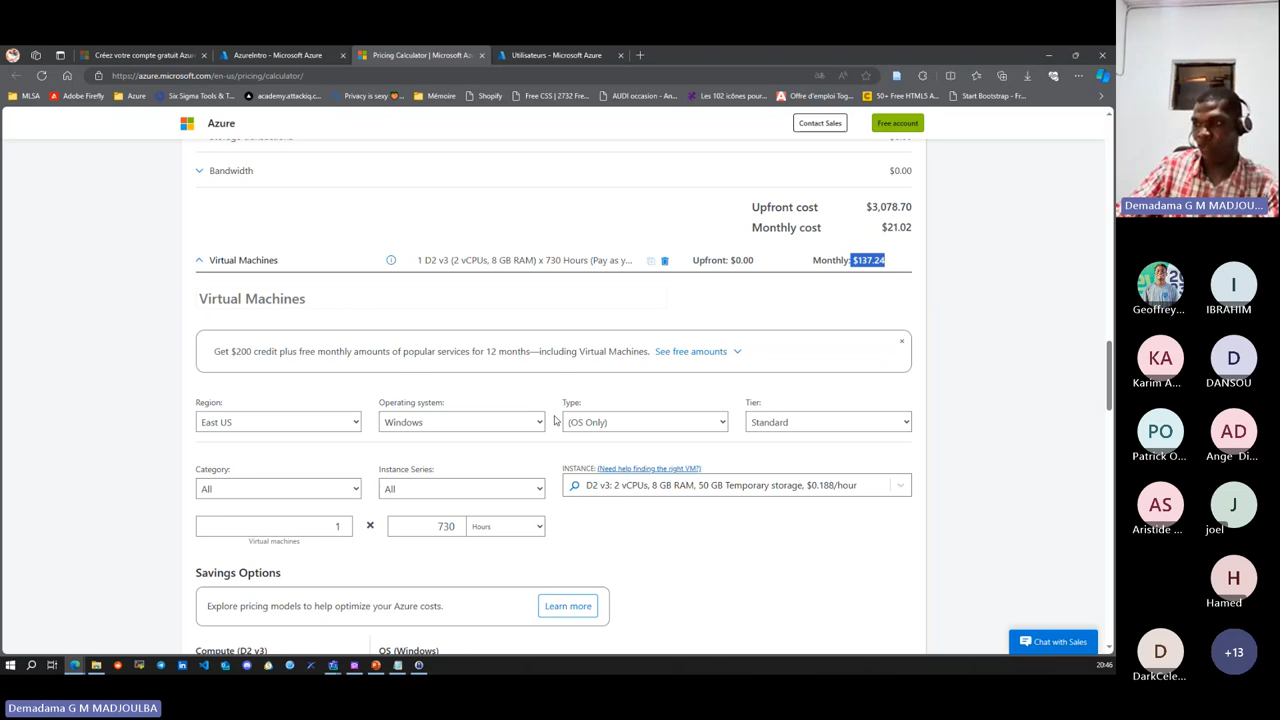 Créez votre compte gratuit Azur
AzureIntro - Microsoft Azure
Pricing Calculator | Microsoft Az
Utilisateurs - Microsoft Azure
https://azure.microsoft.com/en-us/pricing/calculator/
MLSA
Adobe Firefly
Azure
Six Sigma Tools & T...
academy.attackiq.c...
Privacy is sexy
Mémoire
Shopify
Free CSS | 2732 Free...
AUDI occasion - An...
Les 102 icônes pour...
Offre d'emploi Tog...
50+ Free HTML5 A...
Start Bootstrap - Fr...
Azure
Contact Sales
Free account
Bandwidth
$0.00
Upfront cost
$3,078.70
Monthly cost
$21.02
Virtual Machines
1 D2 v3 (2 vCPUs, 8 GB RAM) x 730 Hours (Pay as y...
Upfront: $0.00
Monthly: $137.24
Virtual Machines
Get $200 credit plus free monthly amounts of popular services for 12 months—including Virtual Machines. See free amounts
Region:
Operating system:
Type:
Tier:
East US
Windows
(OS Only)
Standard
Category:
Instance Series:
INSTANCE: (Need help finding the right VM?)
All
All
D2 v3: 2 vCPUs, 8 GB RAM, 50 GB Temporary storage, $0.188/hour
1
×
730
Hours
Virtual machines
Savings Options
Explore pricing models to help optimize your Azure costs.
Learn more
Compute (D2 v3)
OS (Windows)
Chat with Sales
20:46
Demadama G M MADJOU...
Geoffrey...
I
IBRAHIM
KA
Karim A...
D
DANSOU
PO
Patrick O...
AD
Ange Di...
AS
Aristide ...
J
joel
H
Hamed
D
DarkCele...
+13
Demadama G M MADJOULBA